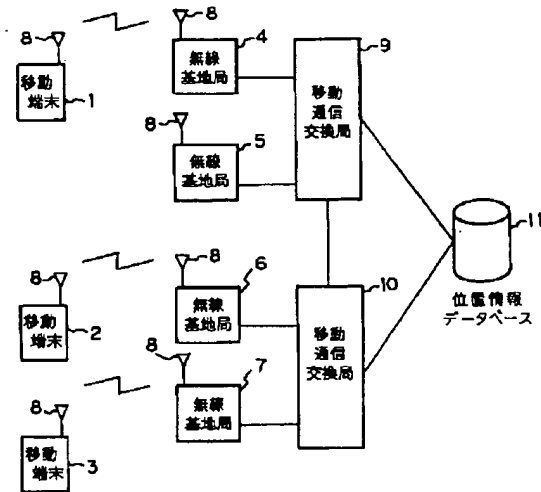 8
移動
端末
1
8
無線
基地局
4
8
無線
基地局
5
移動
通信
交換局
9
8
移動
端末
2
8
無線
基地局
6
8
移動
端末
3
8
無線
基地局
7
移動
通信
交換局
10
11
位置情報
データベース